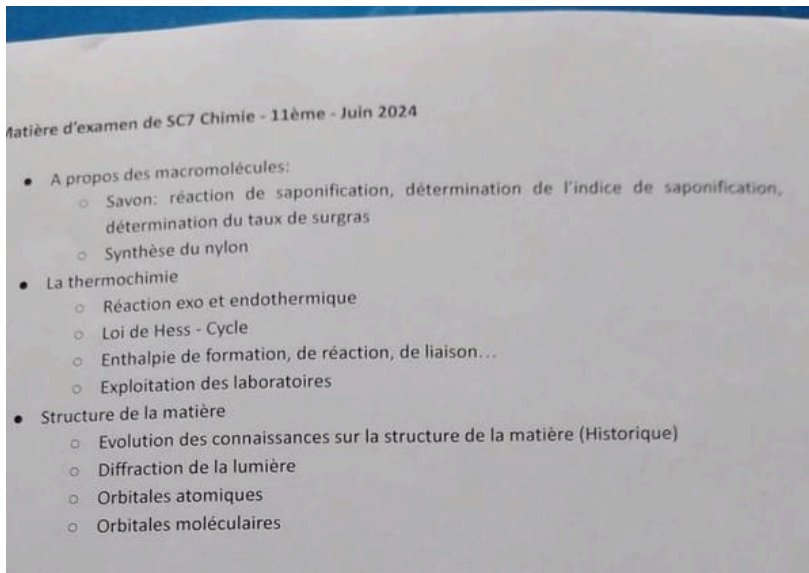 Matière d'examen de SC7 Chimie - 11ème - Juin 2024
• A propos des macromolécules:
○ Savon: réaction de saponification, détermination de l'indice de saponification,
détermination du taux de surgras
○ Synthèse du nylon
• La thermochimie
○ Réaction exo et endothermique
○ Loi de Hess - Cycle
○ Enthalpie de formation, de réaction, de liaison...
○ Exploitation des laboratoires
• Structure de la matière
○ Evolution des connaissances sur la structure de la matière (Historique)
○ Diffraction de la lumière
○ Orbitales atomiques
○ Orbitales moléculaires